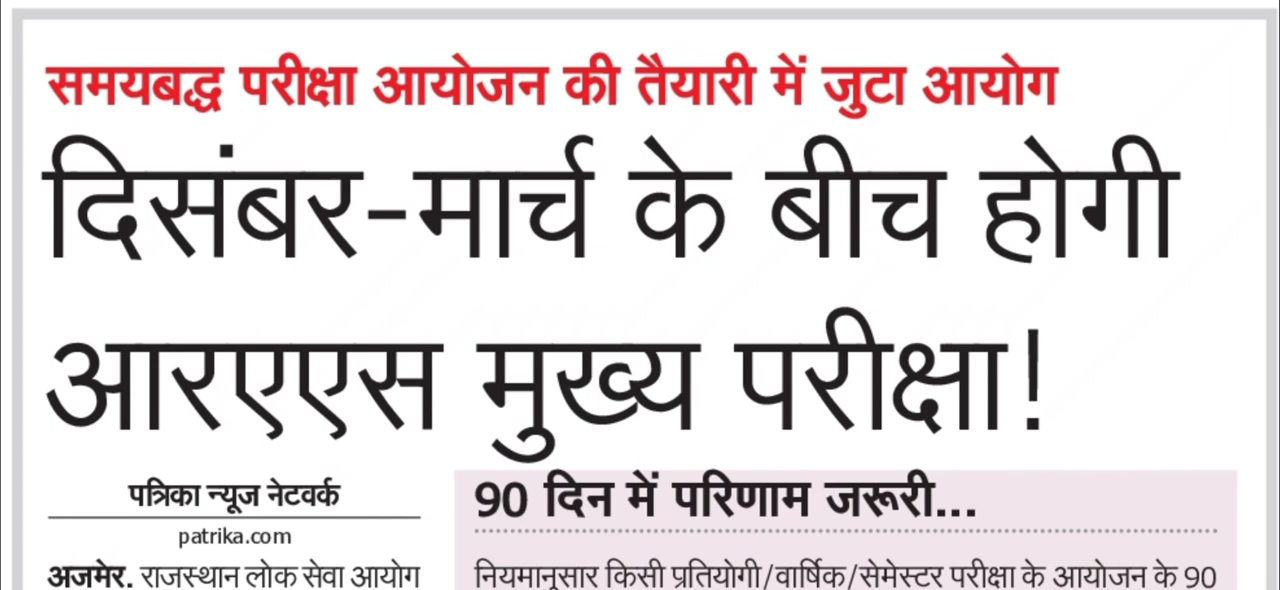 समयबद्ध परीक्षा आयोजन की तैयारी में जुटा आयोग
दिसंबर-मार्च के बीच होगी
आरएएस मुख्य परीक्षा!
पत्रिका न्यूज नेटवर्क
patrika.com
अजमेर. राजस्थान लोक सेवा आयोग
90 दिन में परिणाम जरूरी...
नियमानुसार किसी प्रतियोगी/वार्षिक/सेमेस्टर परीक्षा के आयोजन के 90